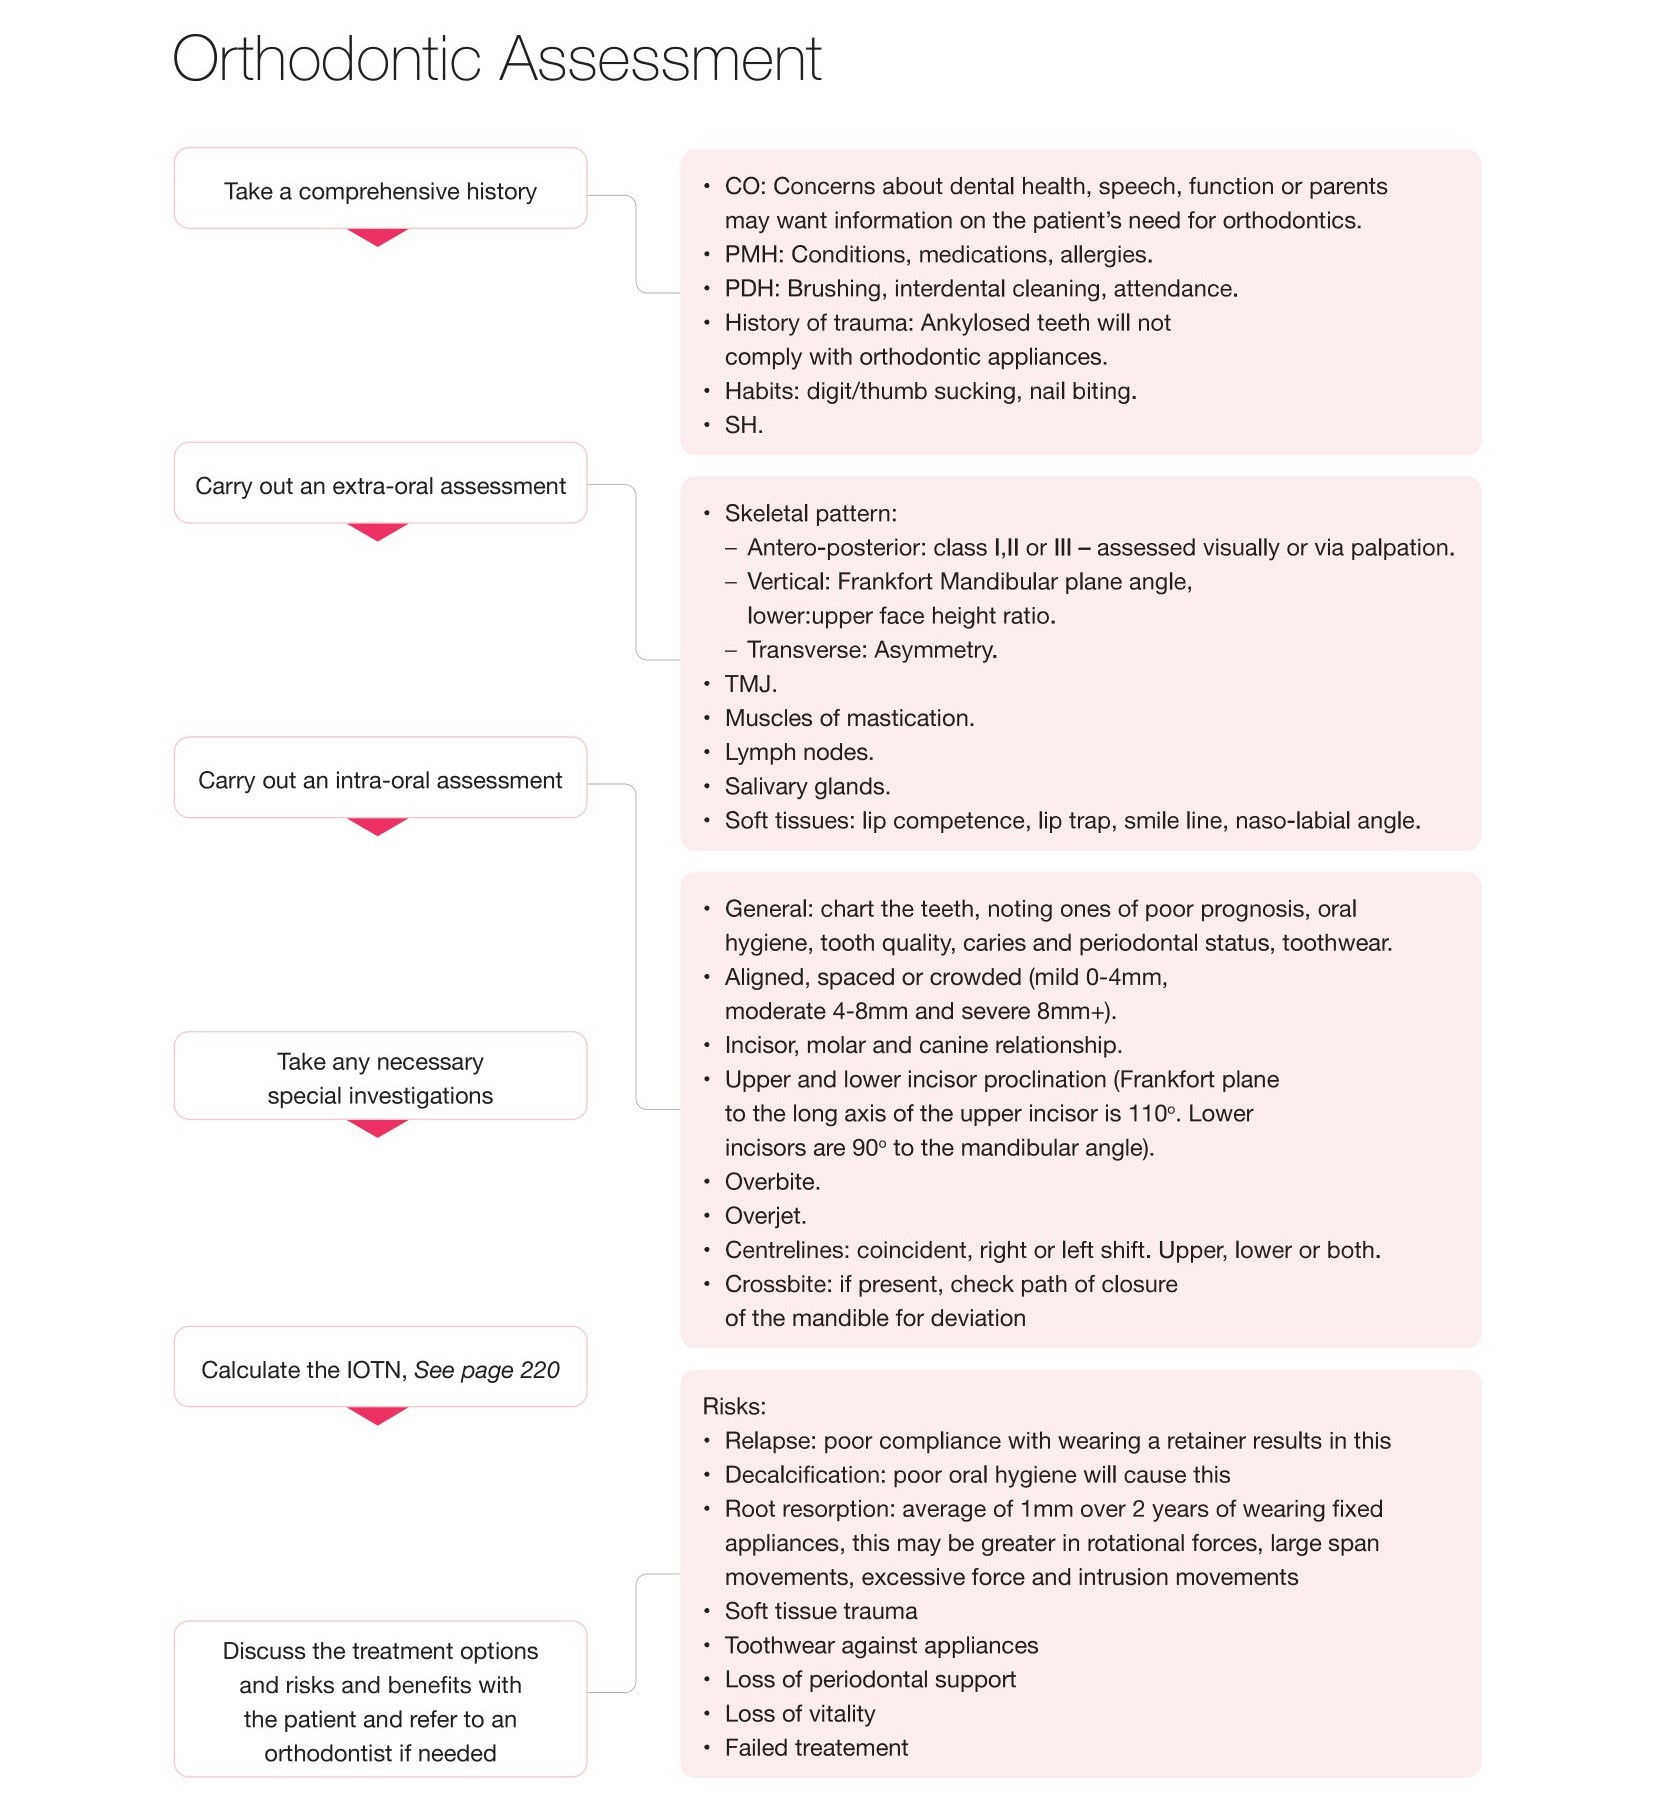 Orthodontic Assessment
Take a comprehensive history
• CO: Concerns about dental health, speech, function or parents
may want information on the patient’s need for orthodontics.
• PMH: Conditions, medications, allergies.
• PDH: Brushing, interdental cleaning, attendance.
• History of trauma: Ankylosed teeth will not
comply with orthodontic appliances.
• Habits: digit/thumb sucking, nail biting.
• SH.
Carry out an extra-oral assessment
• Skeletal pattern:
– Antero-posterior: class I,II or III – assessed visually or via palpation.
– Vertical: Frankfort Mandibular plane angle,
lower:upper face height ratio.
– Transverse: Asymmetry.
• TMJ.
• Muscles of mastication.
• Lymph nodes.
• Salivary glands.
• Soft tissues: lip competence, lip trap, smile line, naso-labial angle.
Carry out an intra-oral assessment
• General: chart the teeth, noting ones of poor prognosis, oral
hygiene, tooth quality, caries and periodontal status, toothwear.
• Aligned, spaced or crowded (mild 0-4mm,
moderate 4-8mm and severe 8mm+).
• Incisor, molar and canine relationship.
• Upper and lower incisor proclination (Frankfort plane
to the long axis of the upper incisor is 110º. Lower
incisors are 90º to the mandibular angle).
• Overbite.
• Overjet.
• Centrelines: coincident, right or left shift. Upper, lower or both.
• Crossbite: if present, check path of closure
of the mandible for deviation
Take any necessary
special investigations
Calculate the IOTN, See page 220
Discuss the treatment options
and risks and benefits with
the patient and refer to an
orthodontist if needed
Risks:
• Relapse: poor compliance with wearing a retainer results in this
• Decalcification: poor oral hygiene will cause this
• Root resorption: average of 1mm over 2 years of wearing fixed
appliances, this may be greater in rotational forces, large span
movements, excessive force and intrusion movements
• Soft tissue trauma
• Toothwear against appliances
• Loss of periodontal support
• Loss of vitality
• Failed treatement